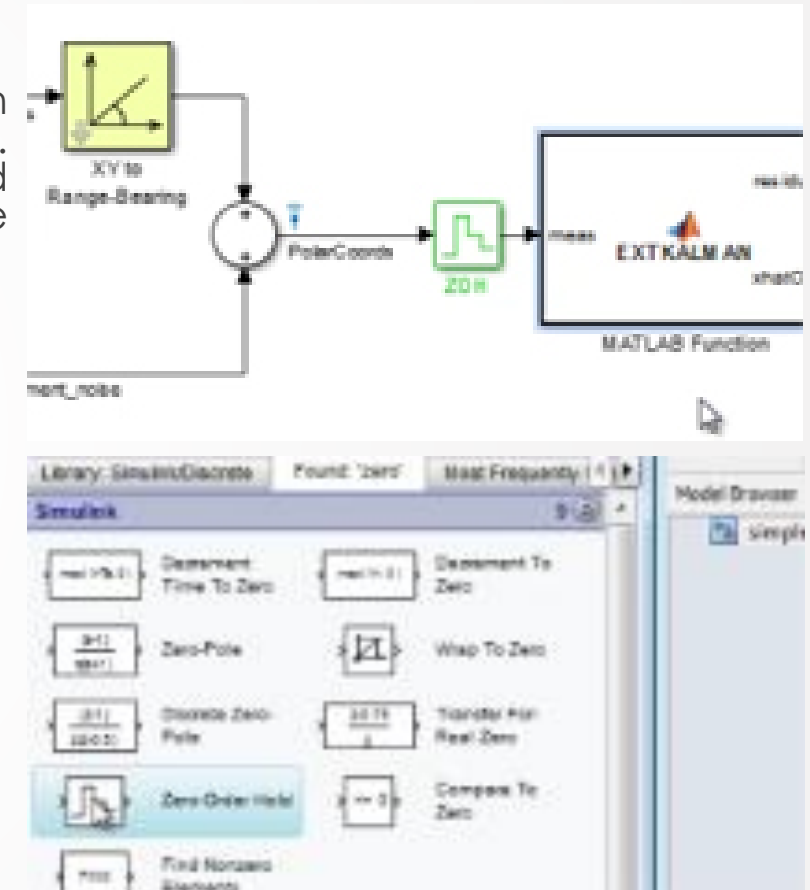 XY to
Range-Bearing
PolarCoords
ZOH
meas
EXTKALMAN
MATLAB Function
ment_noise
Library: Simulink/Discrete
Found: 'zero'
Most Frequently
Simulink
Model Browser
simple
Decrement
Time To Zero
Decrement To
Zero
Zero-Pole
Wrap To Zero
Discrete Zero-
Pole
Transfer Fcn
Real Zero
Zero-Order Hold
Compare To
Zero
Find Nonzero
Elements